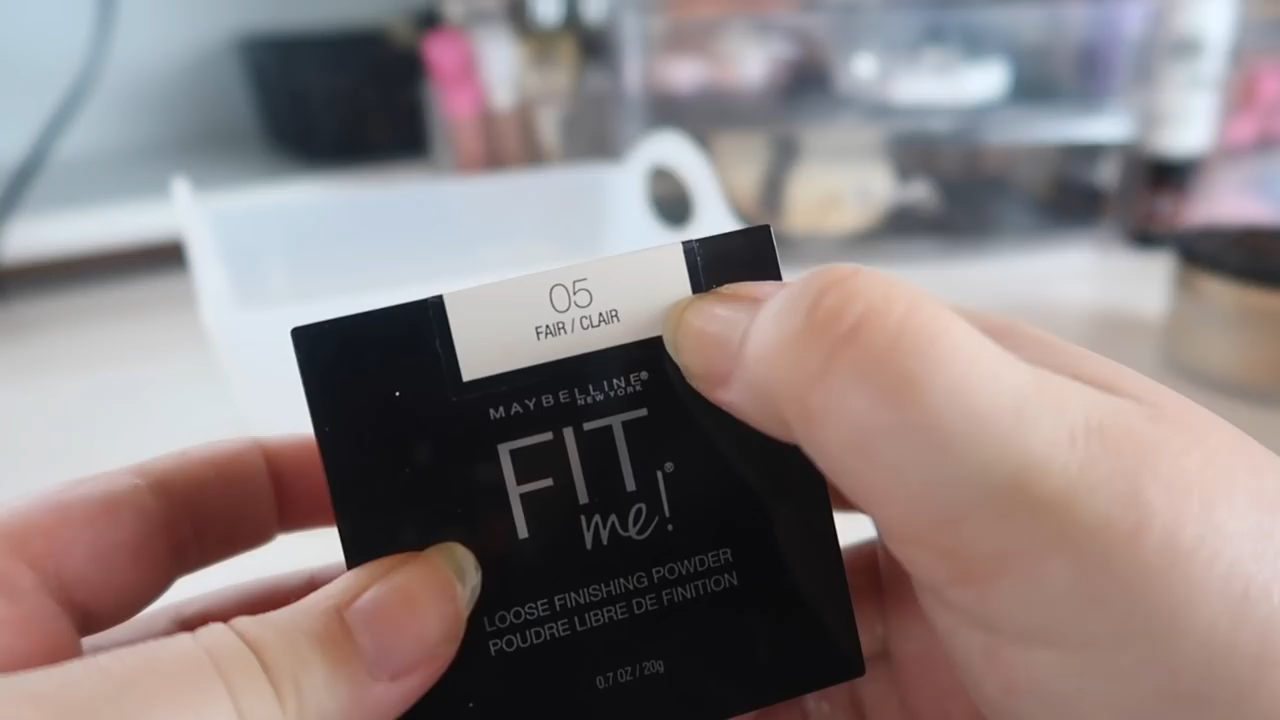 05
FAIR / CLAIR
MAYBELLINE®
NEW YORK
FIT
me!®
LOOSE FINISHING POWDER
POUDRE LIBRE DE FINITION
0.7 OZ / 20g